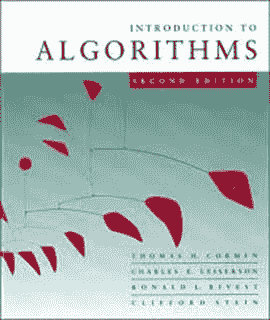 INTRODUCTION TO
ALGORITHMS
SECOND EDITION
THOMAS H. CORMEN
CHARLES E. LEISERSON
RONALD L. RIVEST
CLIFFORD STEIN